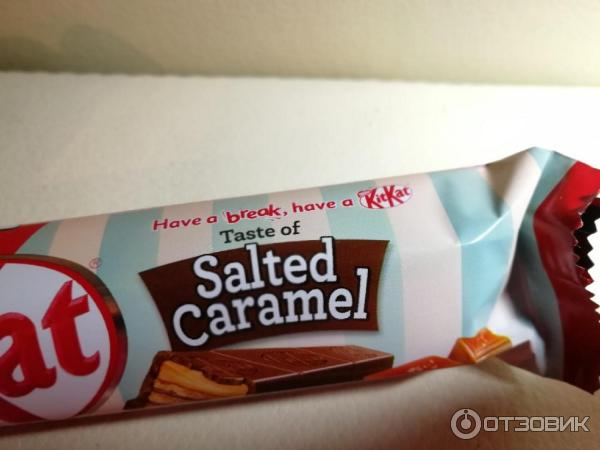 Have a break, have a KitKat
Taste of
Salted
Caramel
at
®
ОТЗОВИК